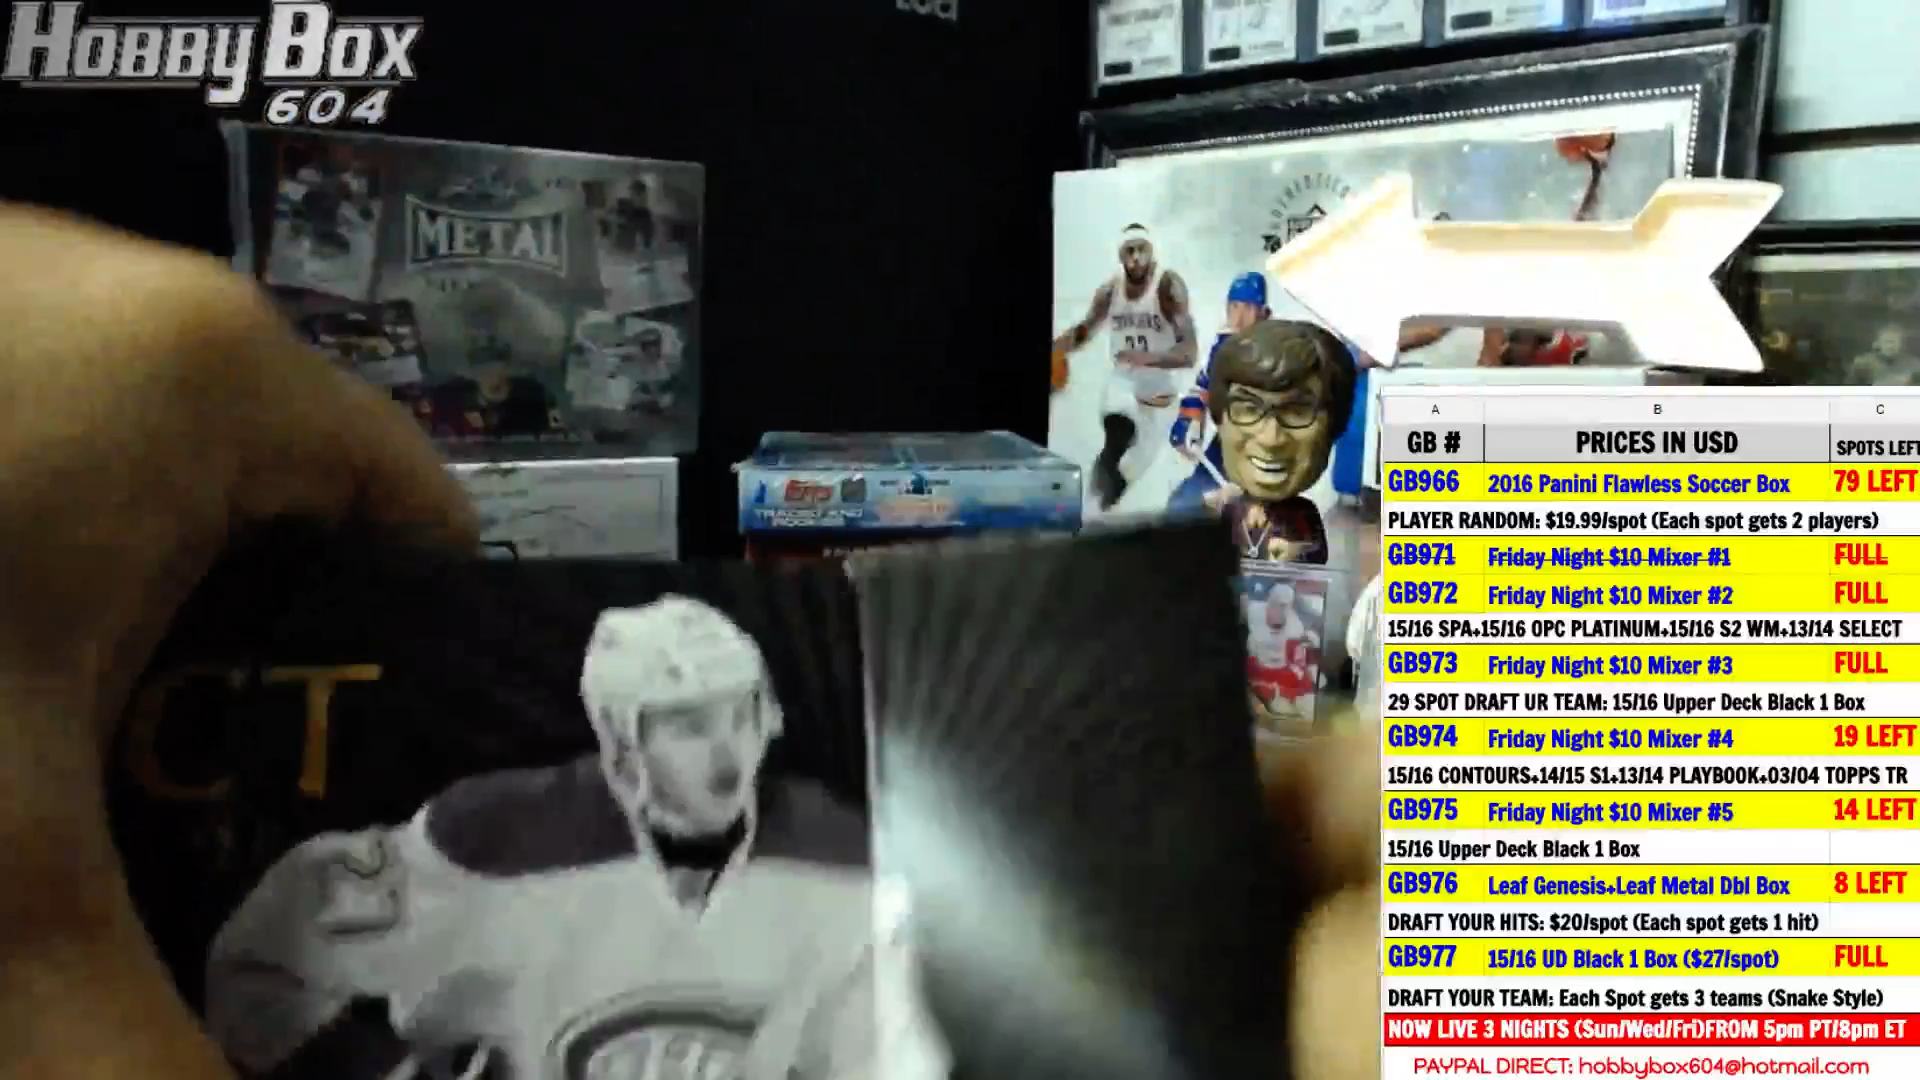 HOBBY BOX
604
METAL
CT
CAVALIERS
topps
TRADED AND
ROOKIES
A B C
GB # PRICES IN USD SPOTS LEFT
GB966 2016 Panini Flawless Soccer Box 79 LEFT
PLAYER RANDOM: $19.99/spot (Each spot gets 2 players)
GB971 Friday Night $10 Mixer #1 FULL
GB972 Friday Night $10 Mixer #2 FULL
15/16 SPA+15/16 OPC PLATINUM+15/16 S2 WM+13/14 SELECT
GB973 Friday Night $10 Mixer #3 FULL
29 SPOT DRAFT UR TEAM: 15/16 Upper Deck Black 1 Box
GB974 Friday Night $10 Mixer #4 19 LEFT
15/16 CONTOURS+14/15 S1+13/14 PLAYBOOK+03/04 TOPPS TR
GB975 Friday Night $10 Mixer #5 14 LEFT
15/16 Upper Deck Black 1 Box
GB976 Leaf Genesis+Leaf Metal Dbl Box 8 LEFT
DRAFT YOUR HITS: $20/spot (Each spot gets 1 hit)
GB977 15/16 UD Black 1 Box ($27/spot) FULL
DRAFT YOUR TEAM: Each Spot gets 3 teams (Snake Style)
NOW LIVE 3 NIGHTS (Sun/Wed/Fri)FROM 5pm PT/8pm ET
PAYPAL DIRECT: hobbybox604@hotmail.com